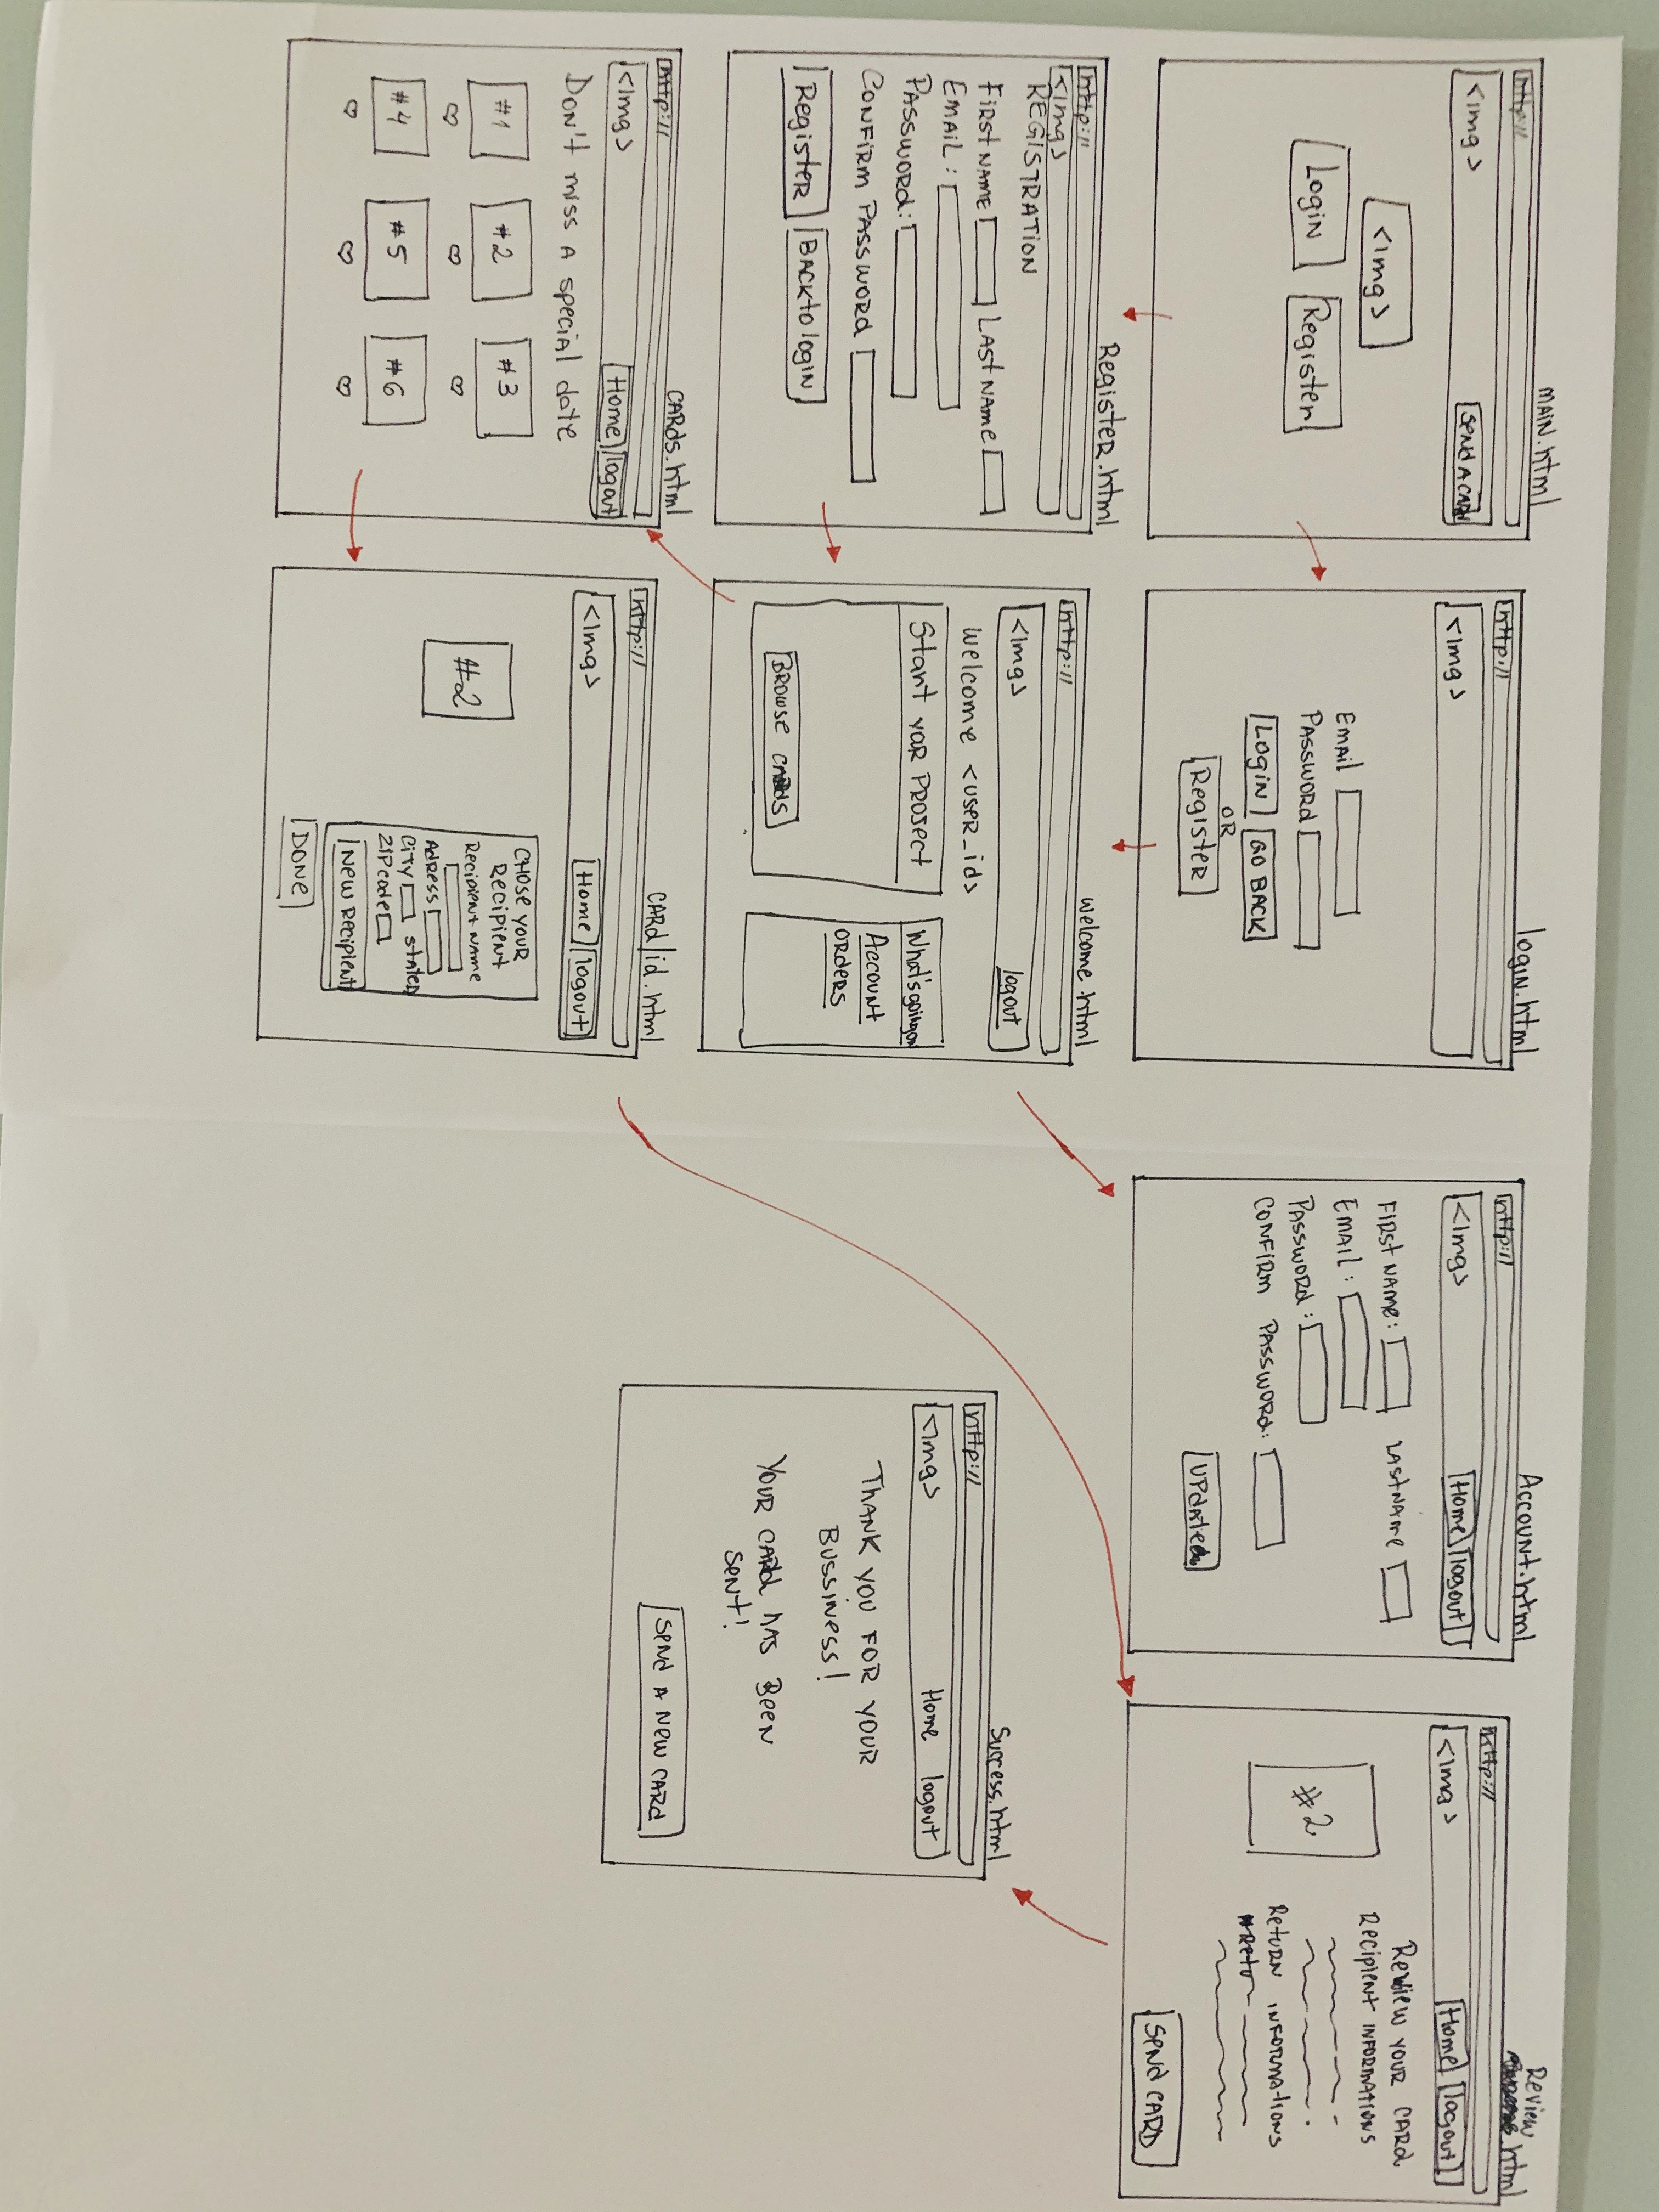 MAIN.html
http://
<img>
SENd A CARd
<img>
Login
Register
login.html
http://
<img>
EMAil
PASSWORd
Login
GO BACK
OR
Register
Account.html
http://
<img>
Home
logout
FIRST NAME:
LASTNAME
EMAIL:
PASSWORd:
CONFIRM PASSWORd:
UPdated
Review
.html
http://
<img>
Home
logout
#2
Review YOUR CARd
Recipient INFORMATIONS
Return INFORMATIONS
SENd CARD
Register.html
http://
<img>
REGISTRATION
FIRST NAME
LAST NAME
EMAIL:
PASSWORd:
CONFIRM PASSWORd
Register
BACK to login
welcome.html
http://
<img>
logout
welcome <USER_id>
Start YOR PROJECT
BROWSE CARds
What's going on
ACCOUNT
ORDERS
Success.html
http://
<img>
Home
logout
THANK YOU FOR YOUR
BUSSINESS!
YOUR CARd HAS BEEN
SENT!
SENd A NEW CARd
CARds.html
http://
<img>
Home
logout
DON'T miss A special date
#1
#2
#3
#4
#5
#6
CARd/id.html
http://
<img>
Home
logout
#2
CHOSE YOUR
Recipient
Recipient NAME
Adress
CITY
State
ZIPcode
NEW Recipient
DONE